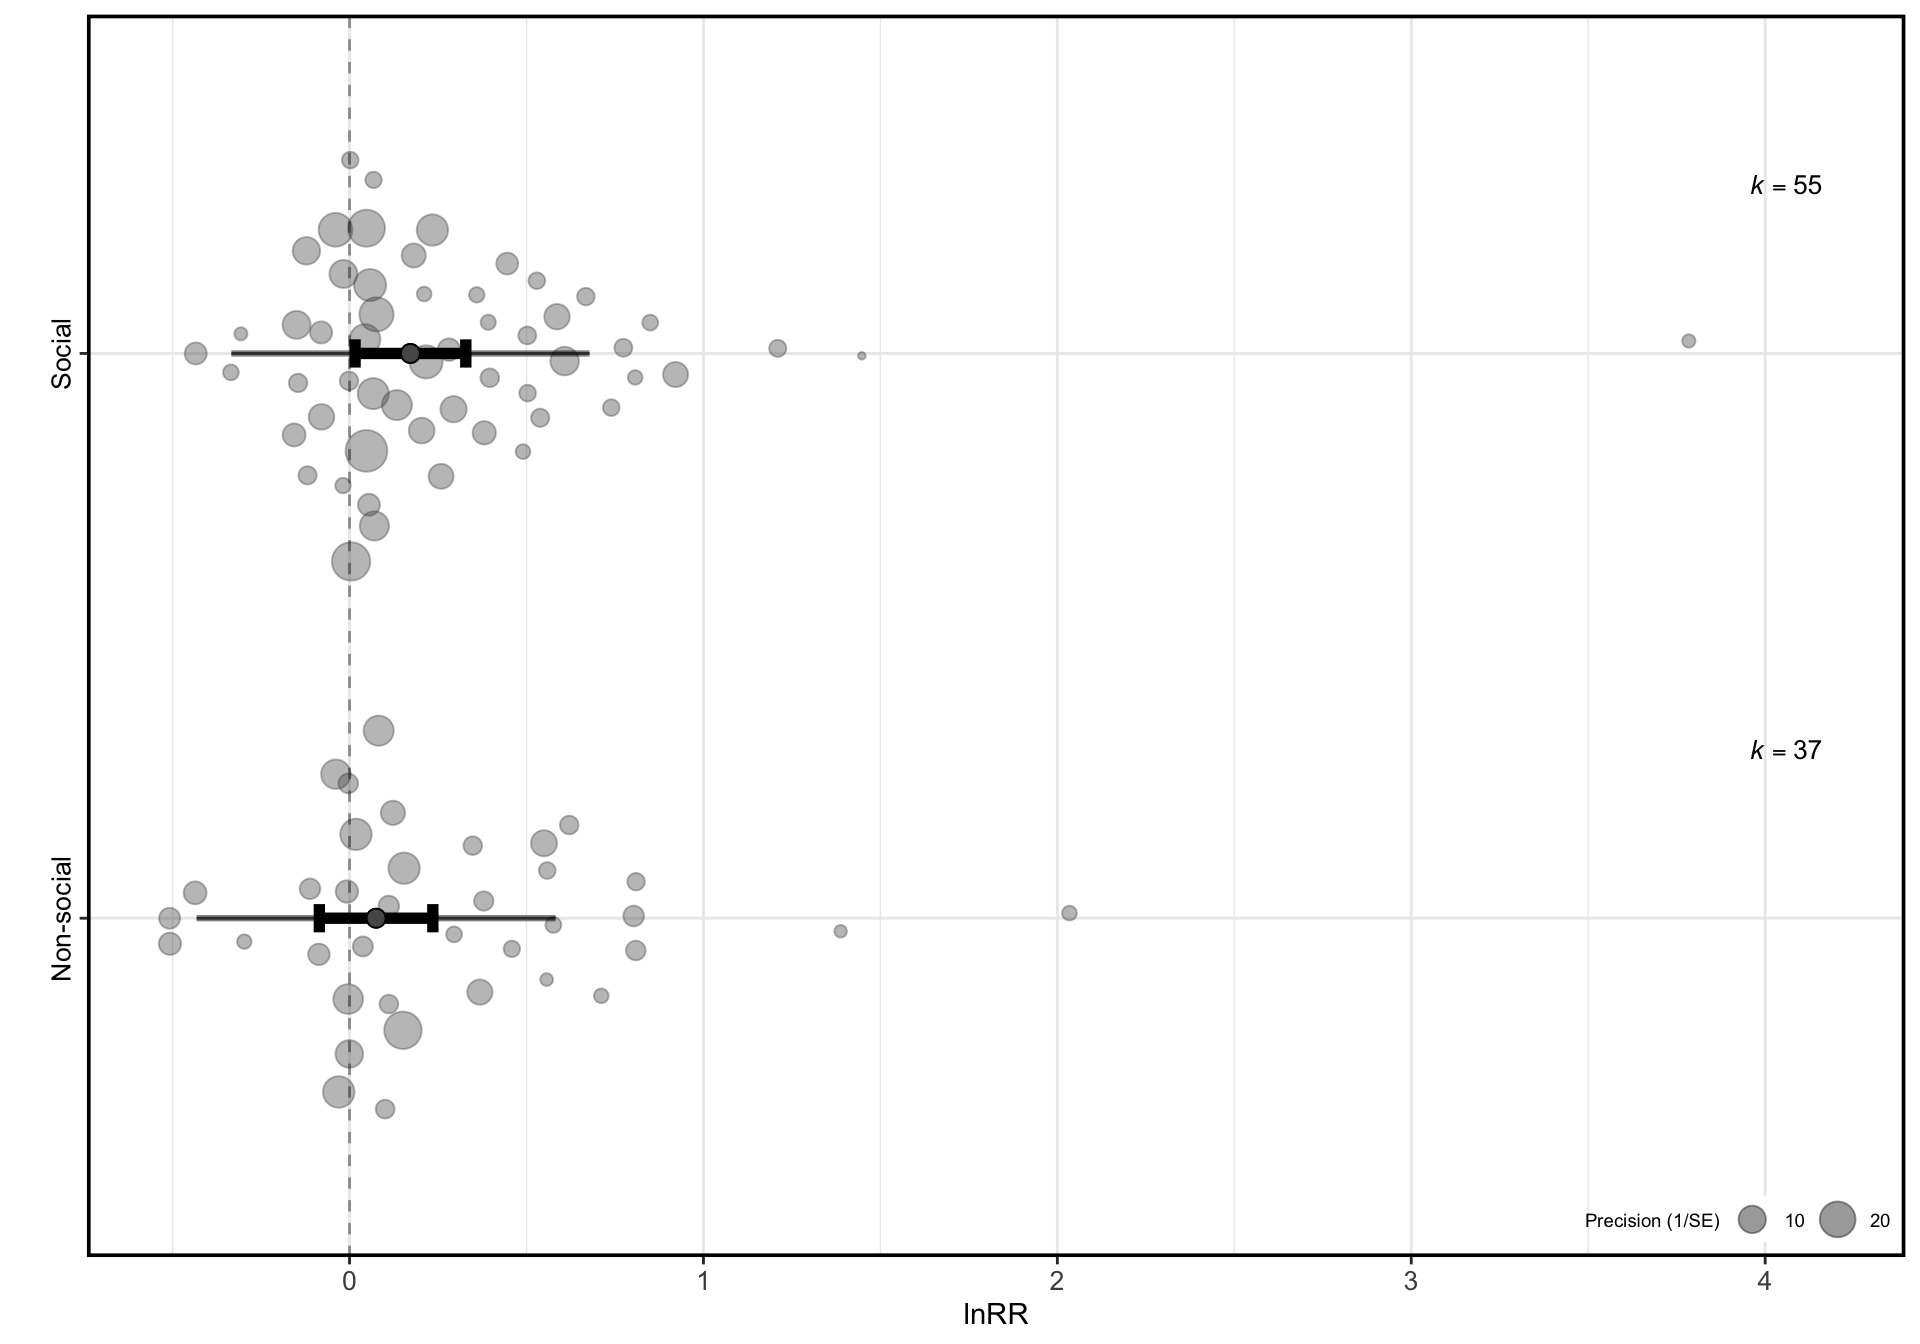 k = 55
Social
k = 37
Non-social
Precision (1/SE) 10 20
0 1 2 3 4
lnRR